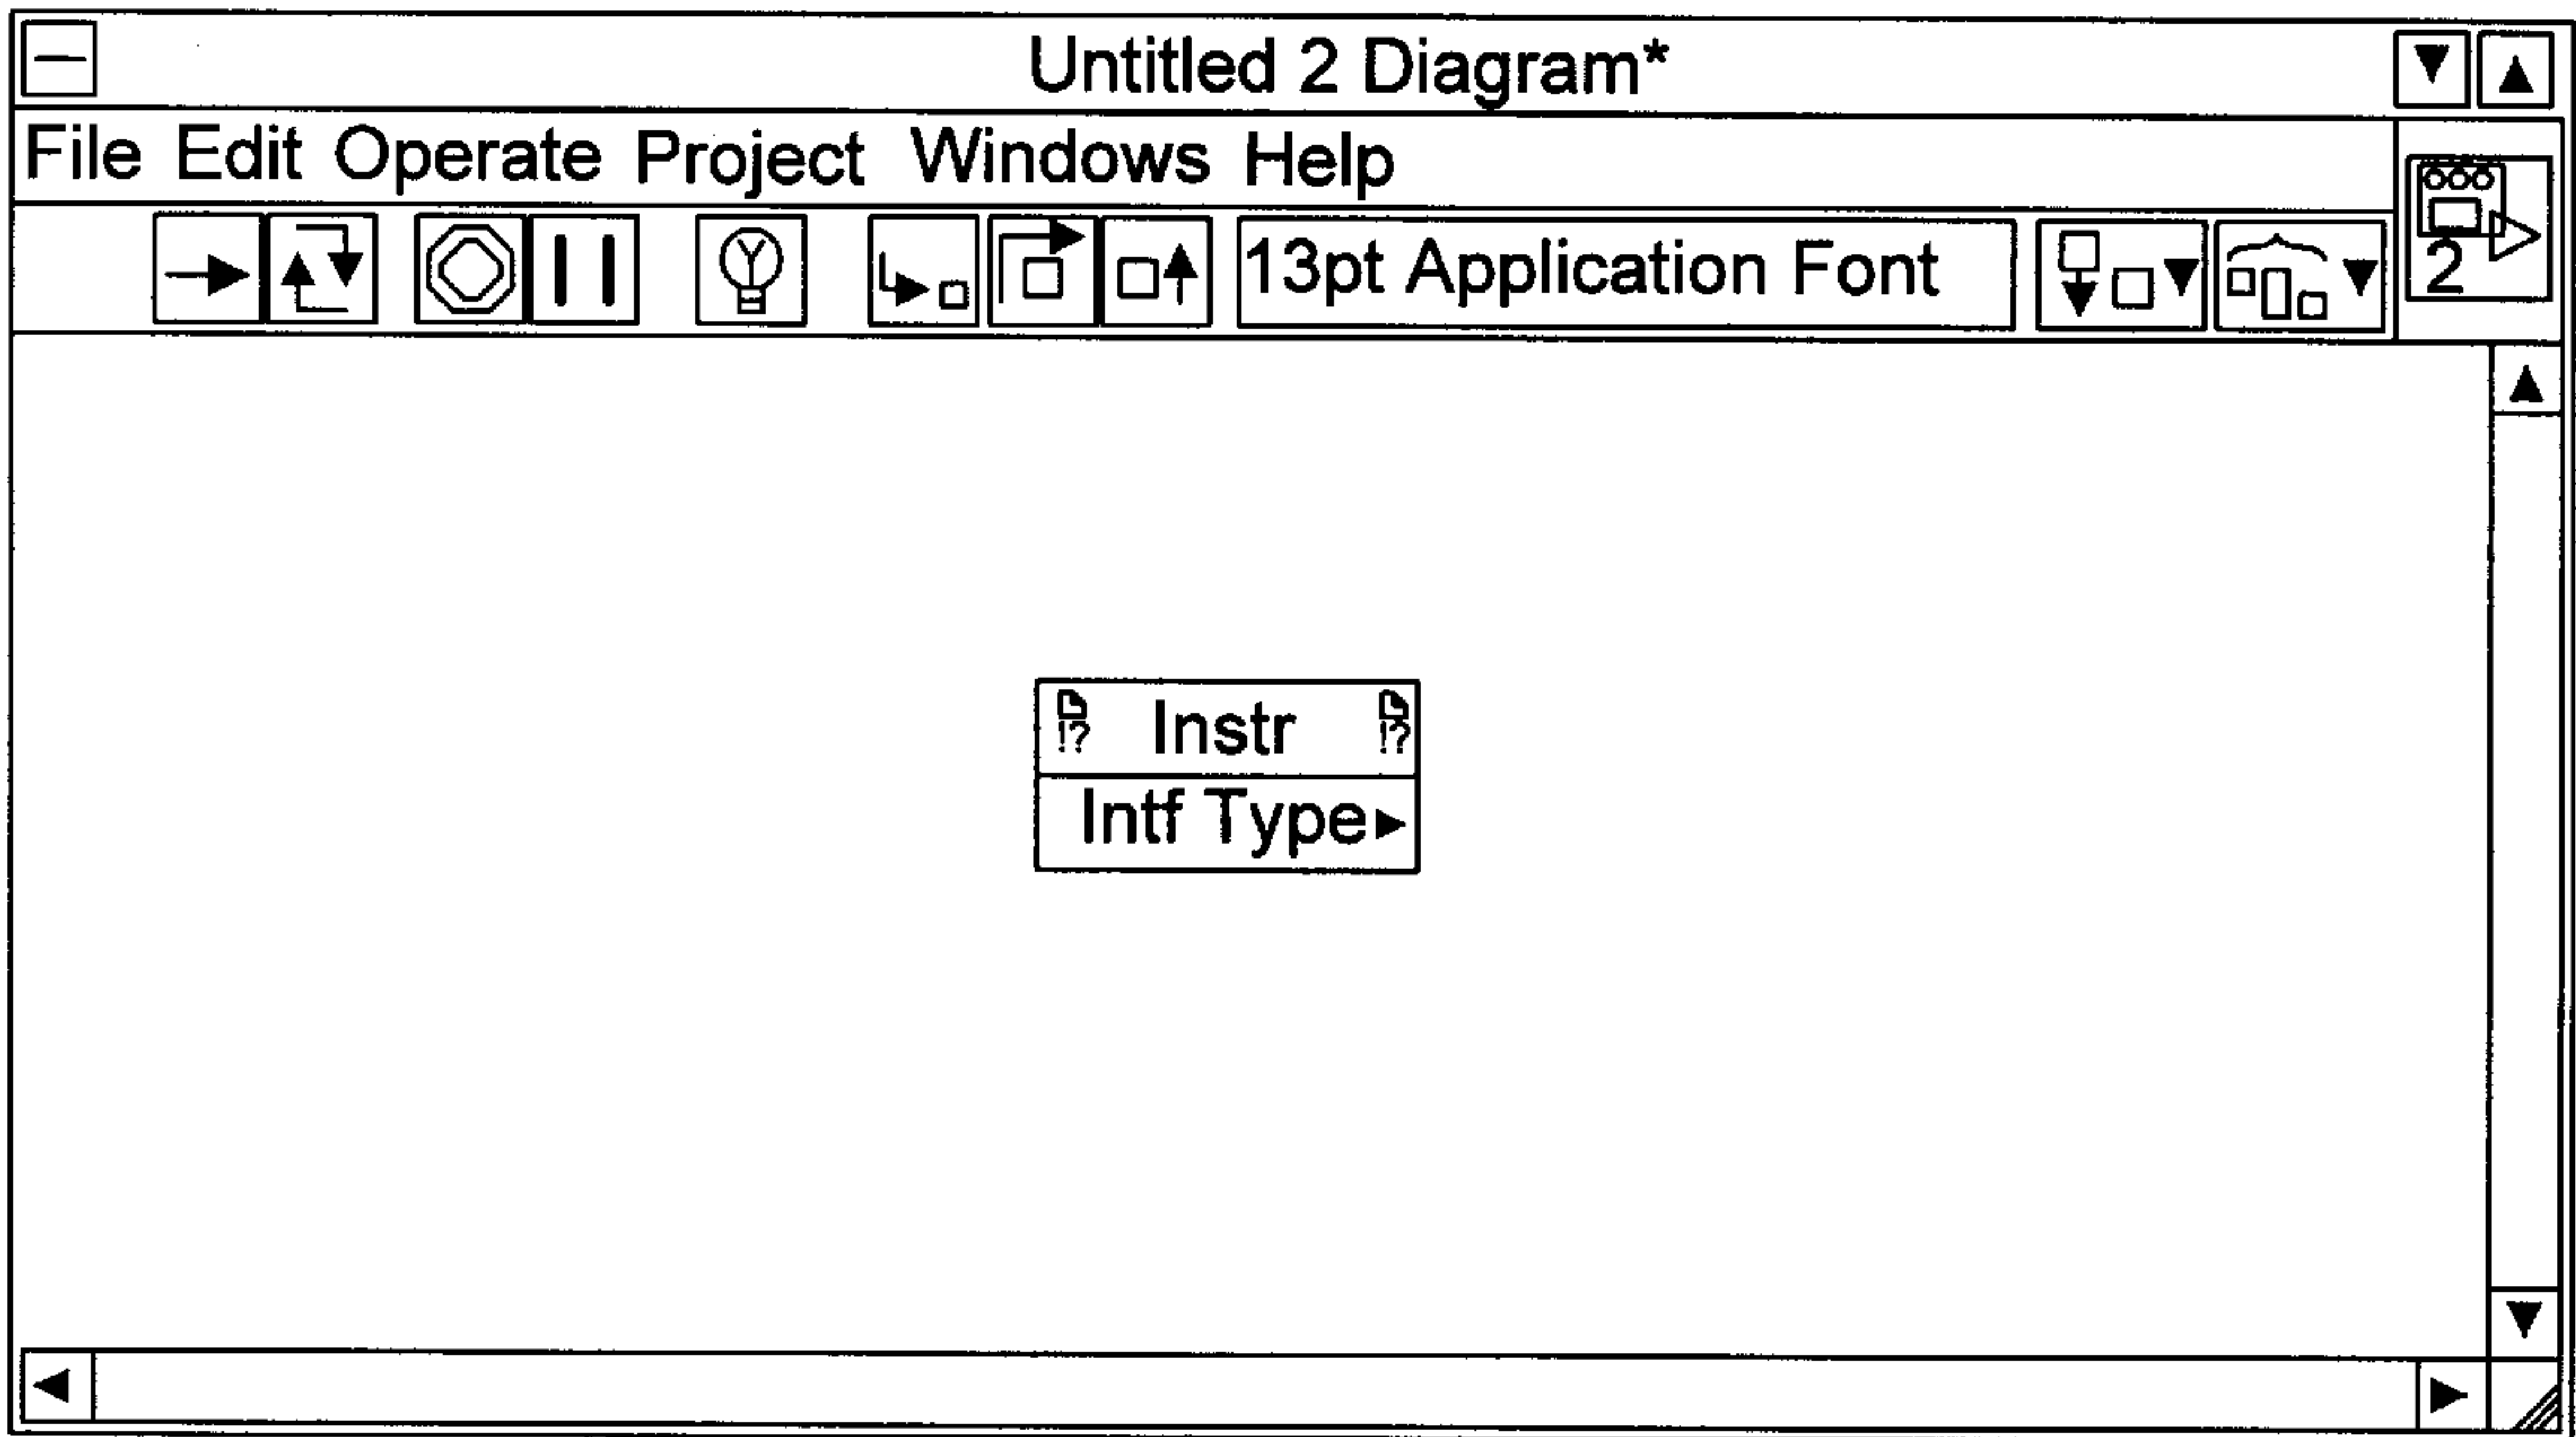 Untitled 2 Diagram*
File Edit Operate Project Windows Help
13pt Application Font
2
!? Instr !?
Intf Type